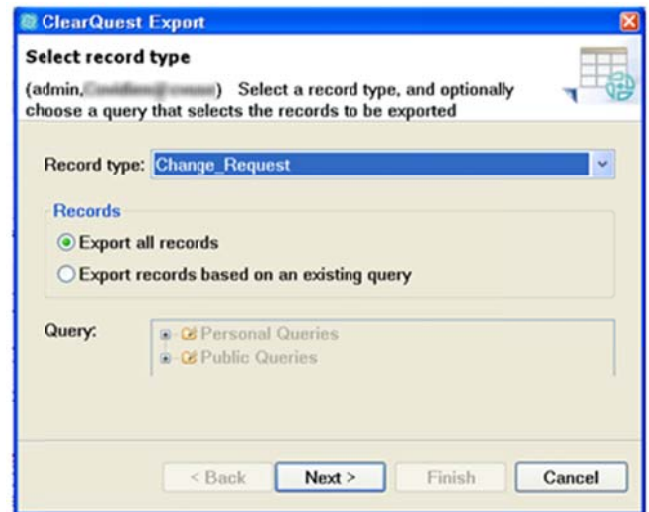 ClearQuest Export
Select record type
(admin, ) Select a record type, and optionally
choose a query that selects the records to be exported
Record type: Change_Request
Records
Export all records
Export records based on an existing query
Query:
Personal Queries
Public Queries
< Back Next > Finish Cancel